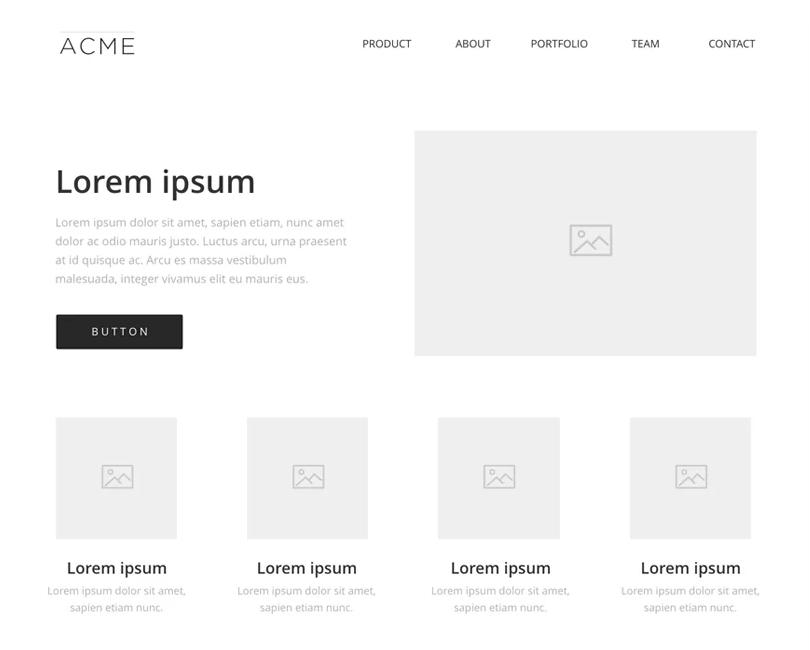 ACME
PRODUCT ABOUT PORTFOLIO TEAM CONTACT
Lorem ipsum
Lorem ipsum dolor sit amet, sapien etiam, nunc amet
dolor ac odio mauris justo. Luctus arcu, urna praesent
at id quisque ac. Arcu es massa vestibulum
malesuada, integer vivamus elit eu mauris eus.
BUTTON
Lorem ipsum
Lorem ipsum dolor sit amet,
sapien etiam nunc.
Lorem ipsum
Lorem ipsum dolor sit amet,
sapien etiam nunc.
Lorem ipsum
Lorem ipsum dolor sit amet,
sapien etiam nunc.
Lorem ipsum
Lorem ipsum dolor sit amet,
sapien etiam nunc.